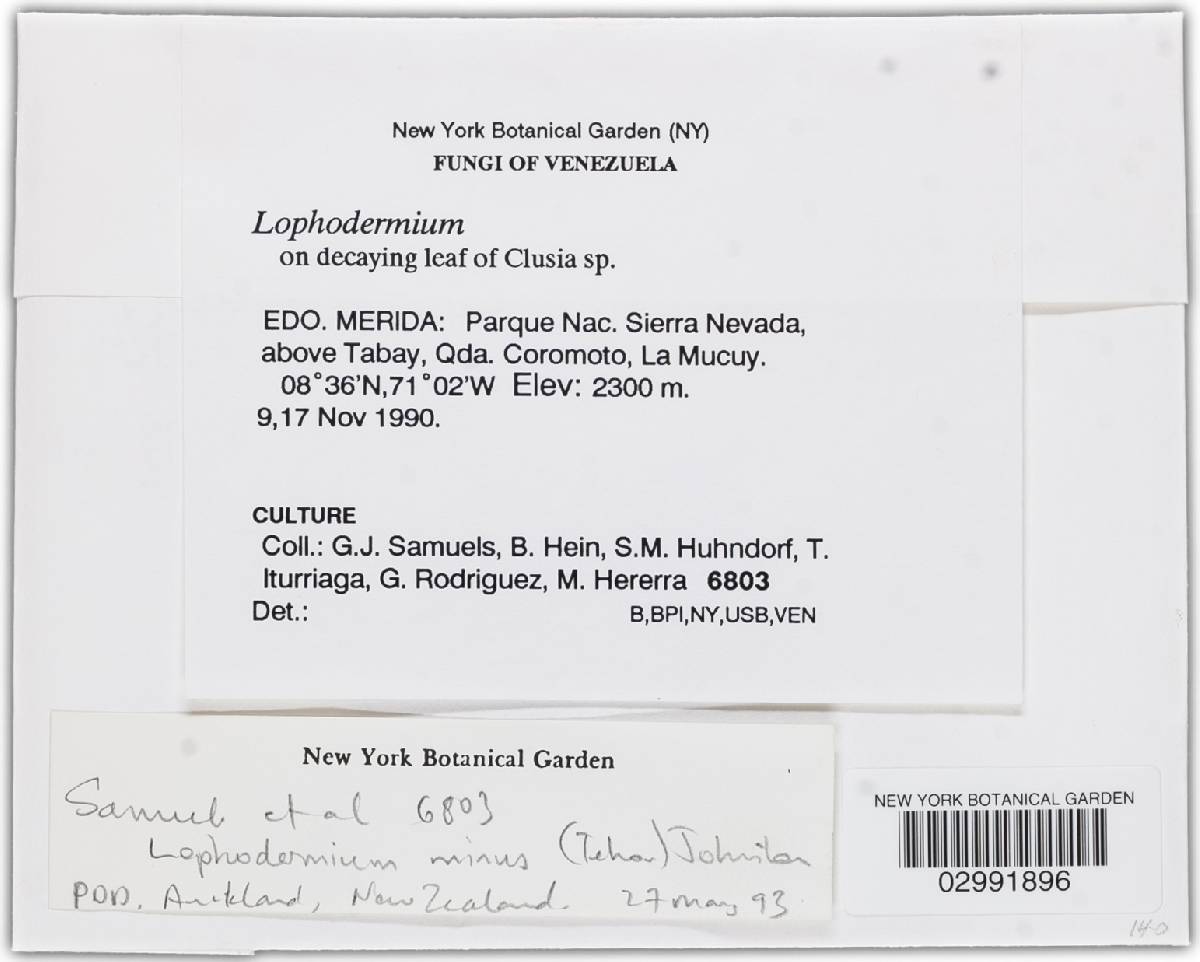 New York Botanical Garden (NY)
FUNGI OF VENEZUELA
Lophodermium
on decaying leaf of Clusia sp.
EDO. MERIDA: Parque Nac. Sierra Nevada,
above Tabay, Qda. Coromoto, La Mucuy.
08°36'N,71°02'W Elev: 2300 m.
9,17 Nov 1990.
CULTURE
Coll.: G.J. Samuels, B. Hein, S.M. Huhndorf, T.
Iturriaga, G. Rodriguez, M. Hererra 6803
Det.: B,BPI,NY,USB,VEN
New York Botanical Garden
Samuels et al 6803
Lophodermium minus (Tehon) Johnston
PDD, Auckland, New Zealand. 27 May 93
NEW YORK BOTANICAL GARDEN
02991896